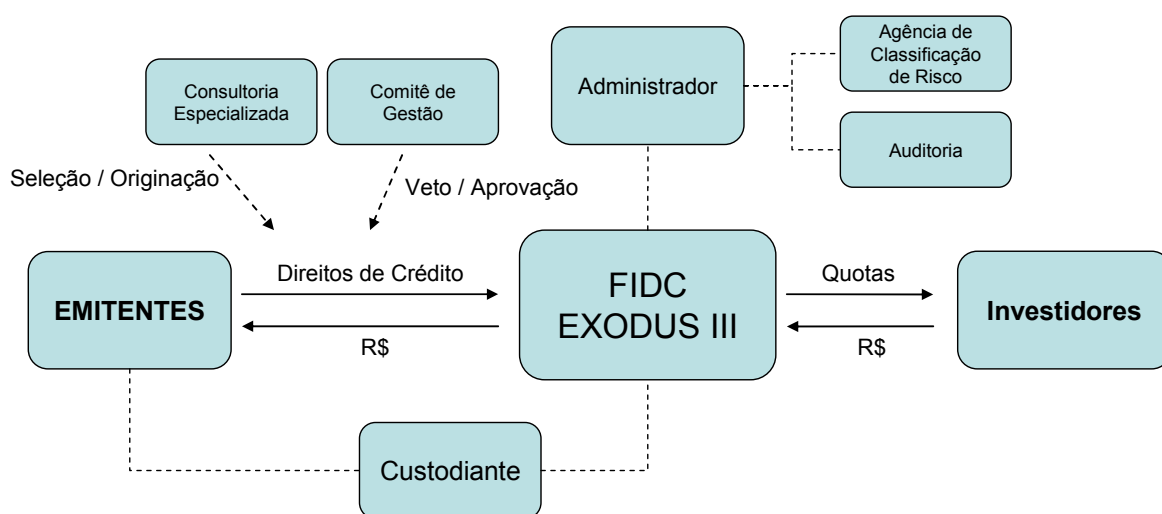 Agência de
Classificação
de Risco
Consultoria
Especializada
Comitê de
Gestão
Administrador
Auditoria
Seleção / Originação
Veto / Aprovação
EMITENTES
Direitos de Crédito
R$
FIDC
EXODUS III
Quotas
R$
Investidores
Custodiante